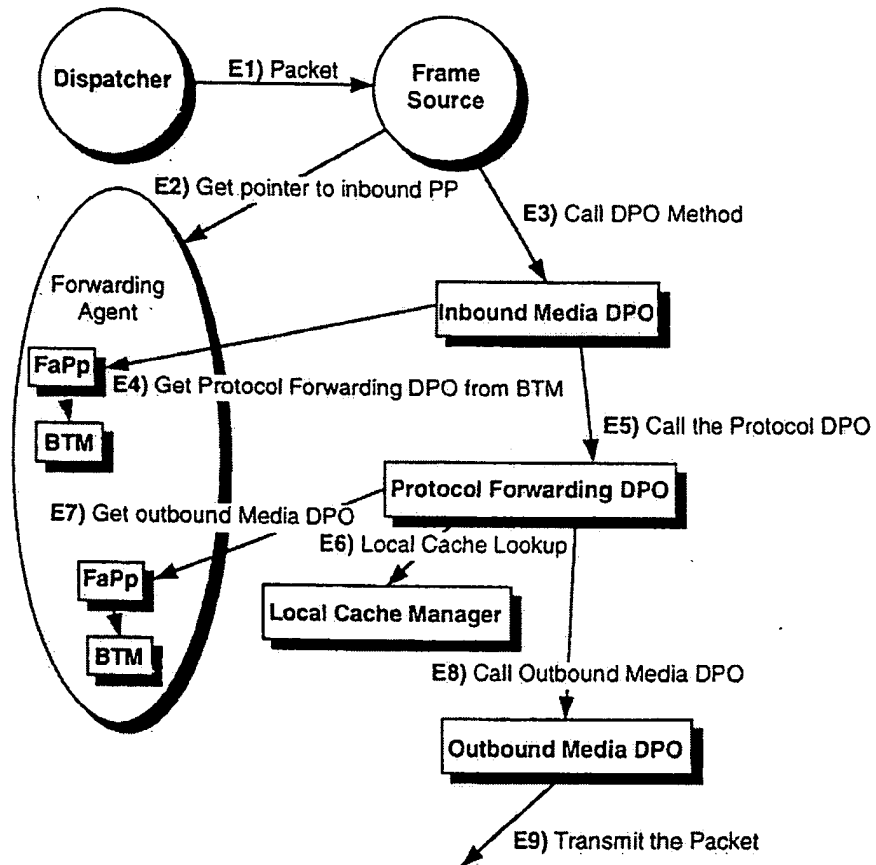 Dispatcher
E1) Packet
Frame
Source
E2) Get pointer to inbound PP
E3) Call DPO Method
Forwarding
Agent
Inbound Media DPO
FaPp
E4) Get Protocol Forwarding DPO from BTM
BTM
E5) Call the Protocol DPO
Protocol Forwarding DPO
E7) Get outbound Media DPO
E6) Local Cache Lookup
FaPp
Local Cache Manager
BTM
E8) Call Outbound Media DPO
Outbound Media DPO
E9) Transmit the Packet